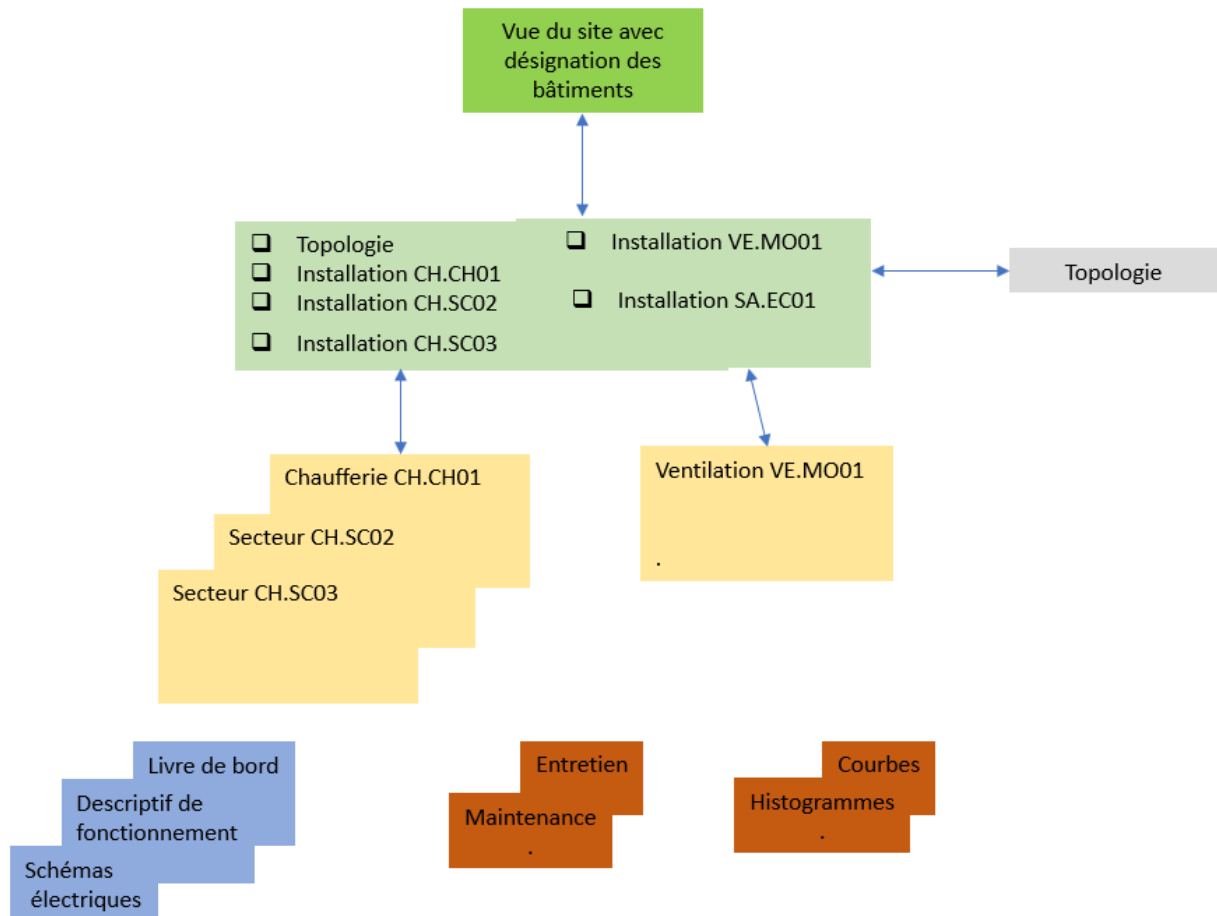 Vue du site avec
désignation des
bâtiments
❑ Topologie
❑ Installation CH.CH01
❑ Installation CH.SC02
❑ Installation CH.SC03
❑ Installation VE.MO01
❑ Installation SA.EC01
Topologie
Chaufferie CH.CH01
Secteur CH.SC02
Secteur CH.SC03
Ventilation VE.MO01
.
Livre de bord
Descriptif de
fonctionnement
Schémas
électriques
Entretien
Maintenance
.
Courbes
Histogrammes
.